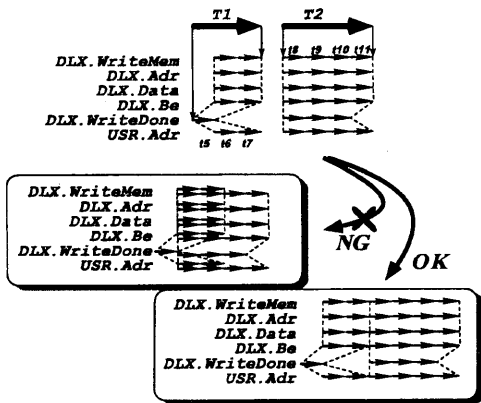 T1 T2
t8 t9 t10 t11
DLX.WriteMem
DLX.Adr
DLX.Data
DLX.Be
DLX.WriteDone
USR.Adr
t5 t6 t7
DLX.WriteMem
DLX.Adr
DLX.Data
DLX.Be
DLX.WriteDone
USR.Adr
NG
OK
DLX.WriteMem
DLX.Adr
DLX.Data
DLX.Be
DLX.WriteDone
USR.Adr